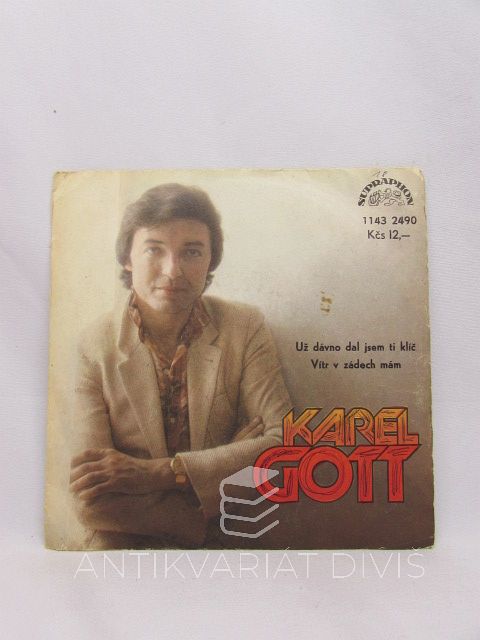 SUPRAPHON
1143 2490
Kčs 12,—
Už dávno dal jsem ti klíč
Vítr v zádech mám
KAREL
GOTT
ANTIKVARIÁT DIVIŠ